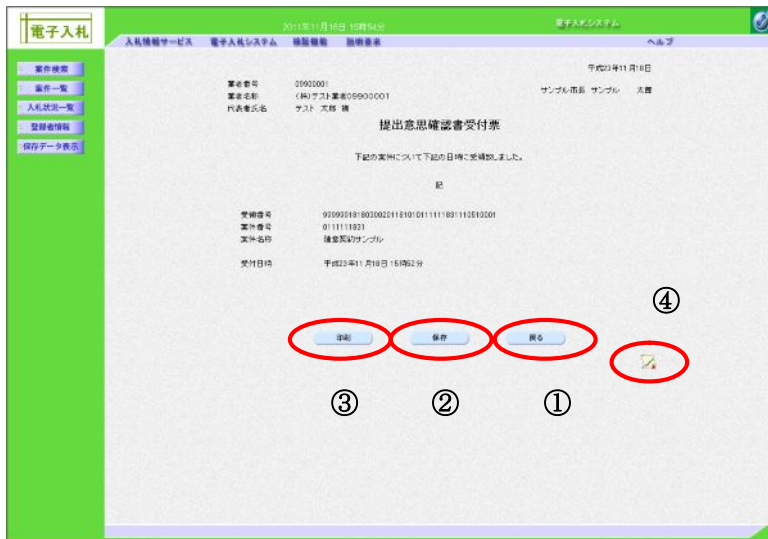 電子入札
2011年11月18日 15時54分
電子入札システム
入札情報サービス 電子入札システム 検証機能 説明要求
ヘルプ
案件検索
案件一覧
入札状況一覧
登録者情報
保存データ表示
平成23年11月18日
業者番号 09900001
業者名称 (株)テスト業者09900001
代表者氏名 テスト 太郎 様
サンプル市長 サンプル 太郎
提出意思確認書受付票
下記の案件について下記の日時に受領致しました。
記
受領番号
案件番号 0111111831
案件名称 随意契約サンプル
受付日時 平成23年11月18日 15時52分
④
印刷 保存 戻る
③ ② ①